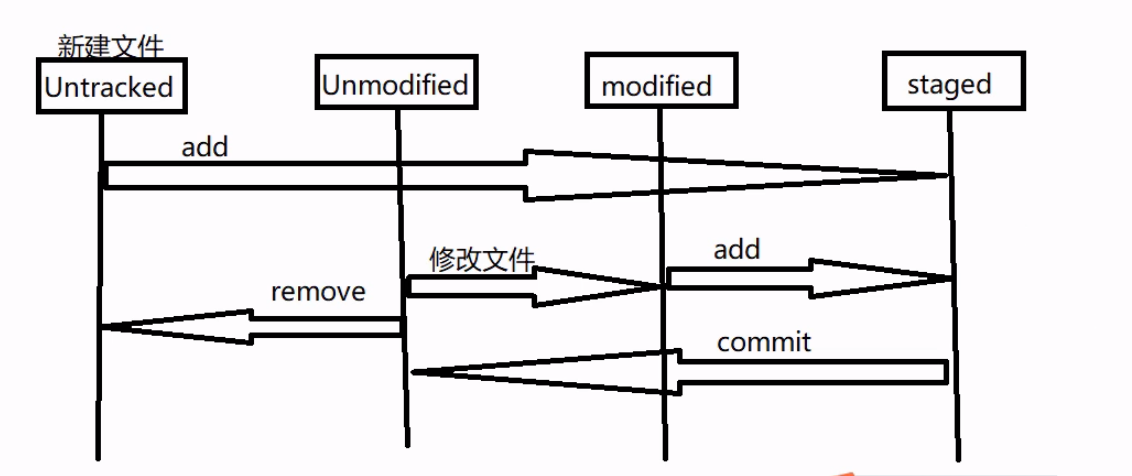 新建文件
Untracked
Unmodified
modified
staged
add
修改文件
add
remove
commit